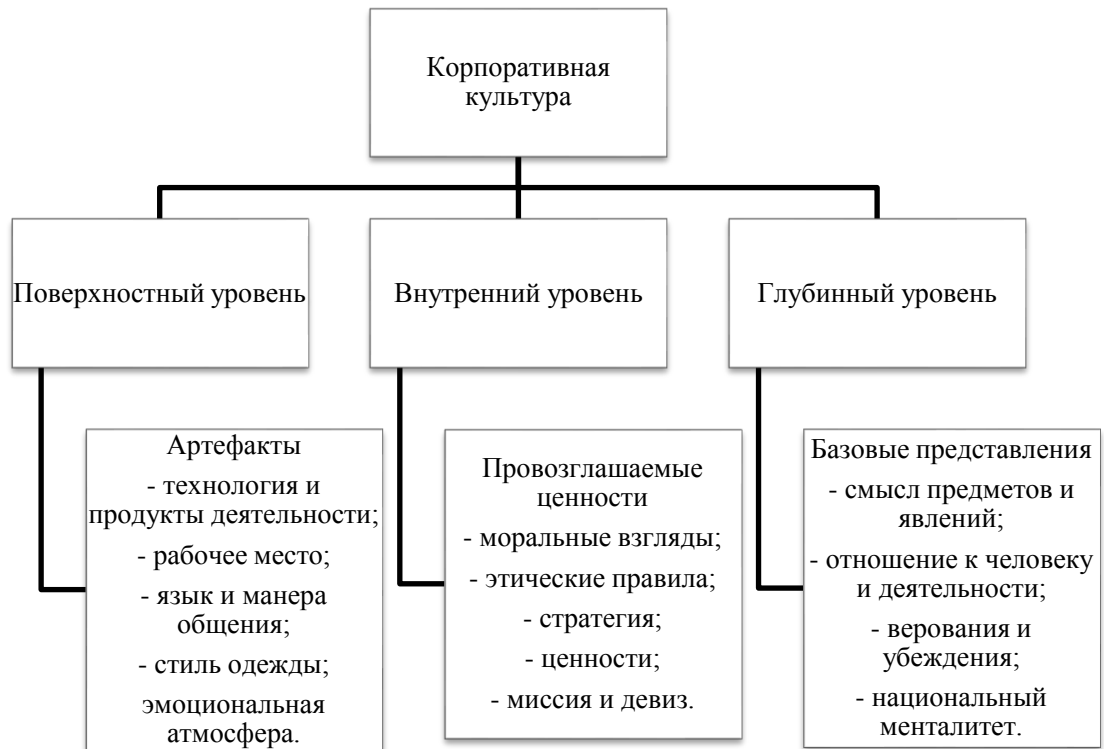 Корпоративная
культура
Поверхностный уровень
Внутренний уровень
Глубинный уровень
Артефакты
- технология и
продукты деятельности;
- рабочее место;
- язык и манера
общения;
- стиль одежды;
эмоциональная
атмосфера.
Провозглашаемые
ценности
- моральные взгляды;
- этические правила;
- стратегия;
- ценности;
- миссия и девиз.
Базовые представления
- смысл предметов и
явлений;
- отношение к человеку
и деятельности;
- верования и
убеждения;
- национальный
менталитет.